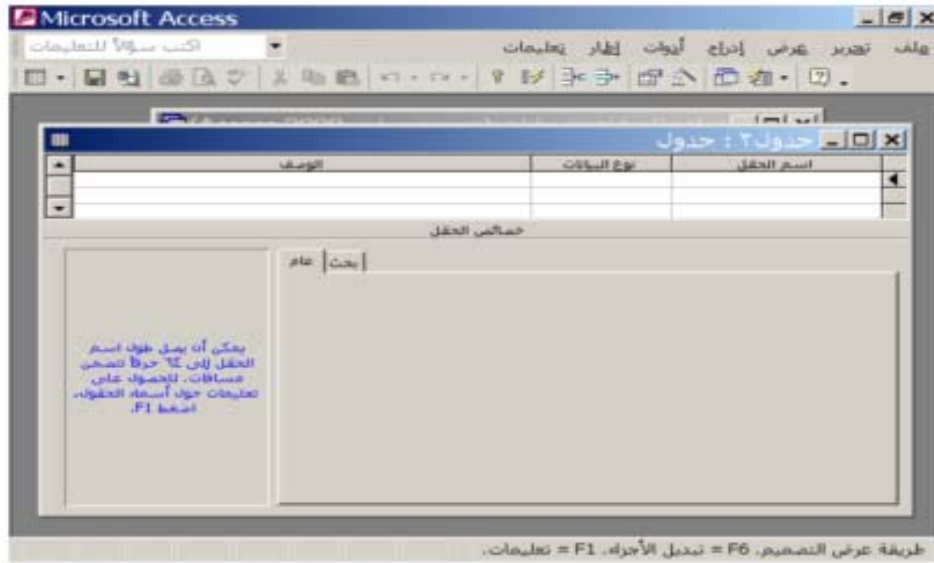 Microsoft Access
ملف تحرير عرض إدراج أدوات إطار تعليمات
اكتب سؤالاً للتعليمات
جدول٢ : جدول
اسم الحقل نوع البيانات الوصف
خصائص الحقل
عام بحث
يمكن أن يصل طول اسم
الحقل إلى ٦٤ حرفاً تتضمن
مسافات. للحصول على
تعليمات حول أسماء الحقول،
اضغط F1.
طريقة عرض التصميم. F6 = تبديل الأجزاء. F1 = تعليمات.